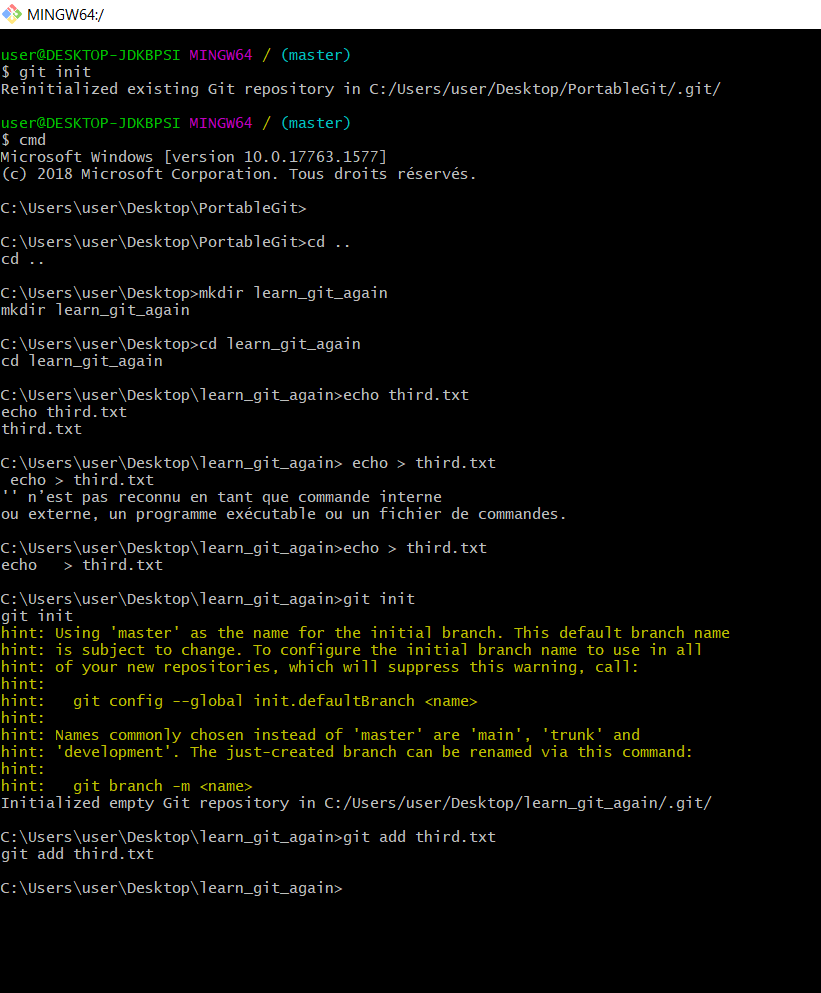 MINGW64:/
user@DESKTOP-JDKBPSI MINGW64 / (master)
$ git init
Reinitialized existing Git repository in C:/Users/user/Desktop/PortableGit/.git/
user@DESKTOP-JDKBPSI MINGW64 / (master)
$ cmd
Microsoft Windows [version 10.0.17763.1577]
(c) 2018 Microsoft Corporation. Tous droits réservés.
C:\Users\user\Desktop\PortableGit>
C:\Users\user\Desktop\PortableGit>cd ..
cd ..
C:\Users\user\Desktop>mkdir learn_git_again
mkdir learn_git_again
C:\Users\user\Desktop>cd learn_git_again
cd learn_git_again
C:\Users\user\Desktop\learn_git_again>echo third.txt
echo third.txt
third.txt
C:\Users\user\Desktop\learn_git_again> echo > third.txt
 echo > third.txt
'' n’est pas reconnu en tant que commande interne
ou externe, un programme exécutable ou un fichier de commandes.
C:\Users\user\Desktop\learn_git_again>echo > third.txt
echo   > third.txt
C:\Users\user\Desktop\learn_git_again>git init
git init
hint: Using 'master' as the name for the initial branch. This default branch name
hint: is subject to change. To configure the initial branch name to use in all
hint: of your new repositories, which will suppress this warning, call:
hint:
hint:   git config --global init.defaultBranch <name>
hint:
hint: Names commonly chosen instead of 'master' are 'main', 'trunk' and
hint: 'development'. The just-created branch can be renamed via this command:
hint:
hint:   git branch -m <name>
Initialized empty Git repository in C:/Users/user/Desktop/learn_git_again/.git/
C:\Users\user\Desktop\learn_git_again>git add third.txt
git add third.txt
C:\Users\user\Desktop\learn_git_again>